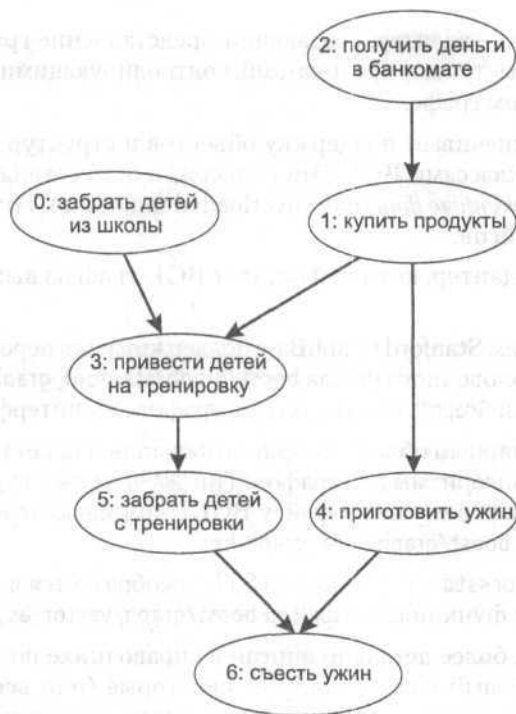 2: получить деньги
в банкомате
0: забрать детей
из школы
1: купить продукты
3: привести детей
на тренировку
5: забрать детей
с тренировки
4: приготовить ужин
6: съесть ужин